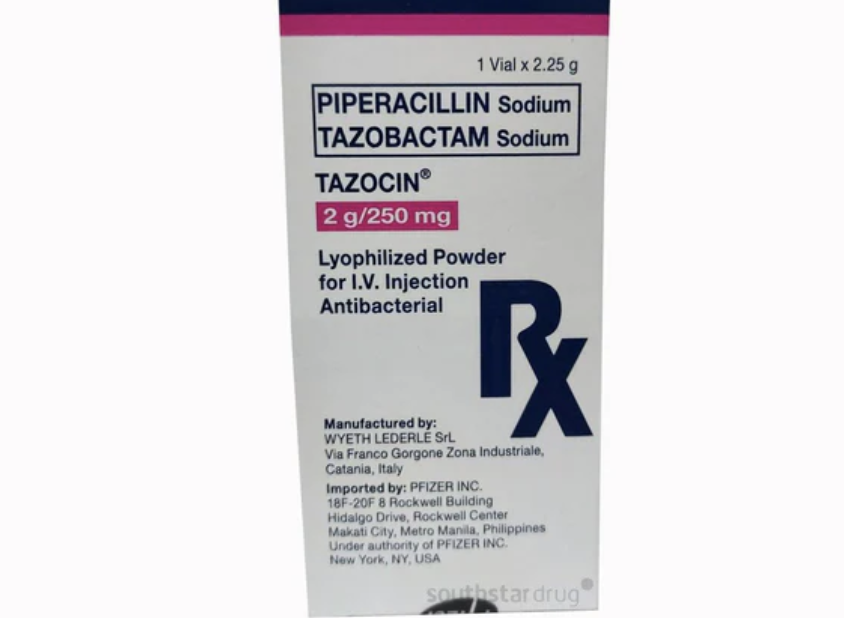 1 Vial x 2.25 g
PIPERACILLIN Sodium
TAZOBACTAM Sodium
TAZOCIN®
2 g/250 mg
Lyophilized Powder
for I.V. Injection
Antibacterial
Rx
Manufactured by:
WYETH LEDERLE SrL
Via Franco Gorgone Zona Industriale,
Catania, Italy
Imported by: PFIZER INC.
18F-20F 8 Rockwell Building
Hidalgo Drive, Rockwell Center
Makati City, Metro Manila, Philippines
Under authority of PFIZER INC.
New York, NY, USA
southstardrug